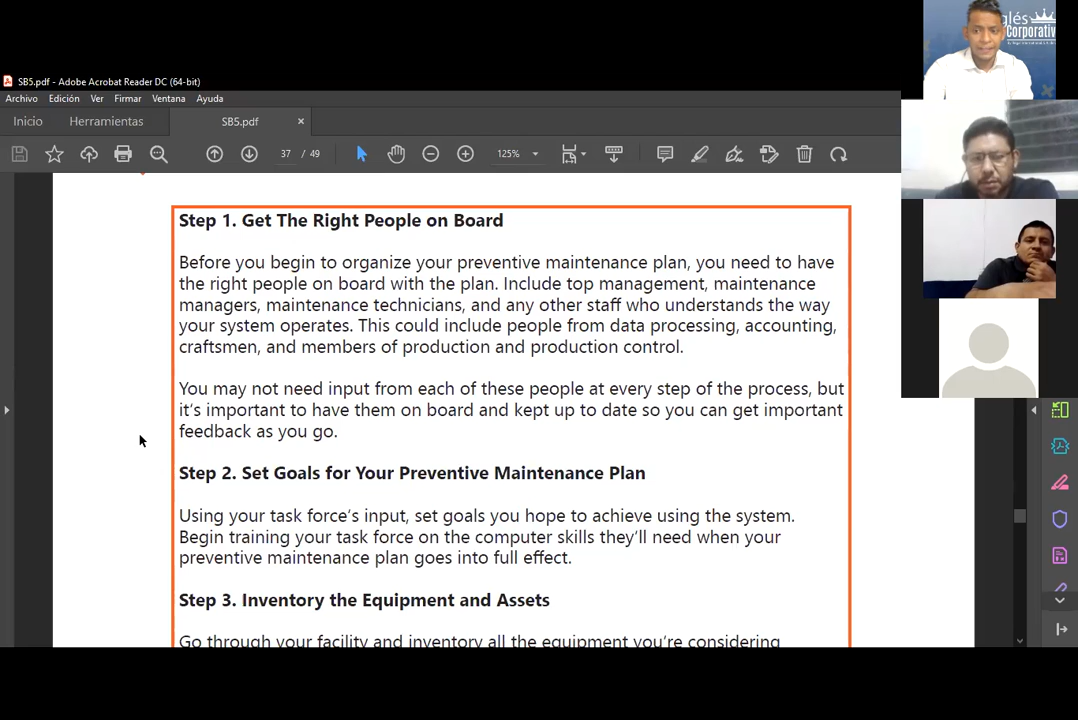 SB5.pdf - Adobe Acrobat Reader DC (64-bit)
Archivo Edición Ver Firmar Ventana Ayuda
Inicio Herramientas SB5.pdf ×
37 / 49 125%
Step 1. Get The Right People on Board
Before you begin to organize your preventive maintenance plan, you need to have
the right people on board with the plan. Include top management, maintenance
managers, maintenance technicians, and any other staff who understands the way
your system operates. This could include people from data processing, accounting,
craftsmen, and members of production and production control.
You may not need input from each of these people at every step of the process, but
it's important to have them on board and kept up to date so you can get important
feedback as you go.
Step 2. Set Goals for Your Preventive Maintenance Plan
Using your task force's input, set goals you hope to achieve using the system.
Begin training your task force on the computer skills they'll need when your
preventive maintenance plan goes into full effect.
Step 3. Inventory the Equipment and Assets
Go through your facility and inventory all the equipment you're considering
glés
Corporativ